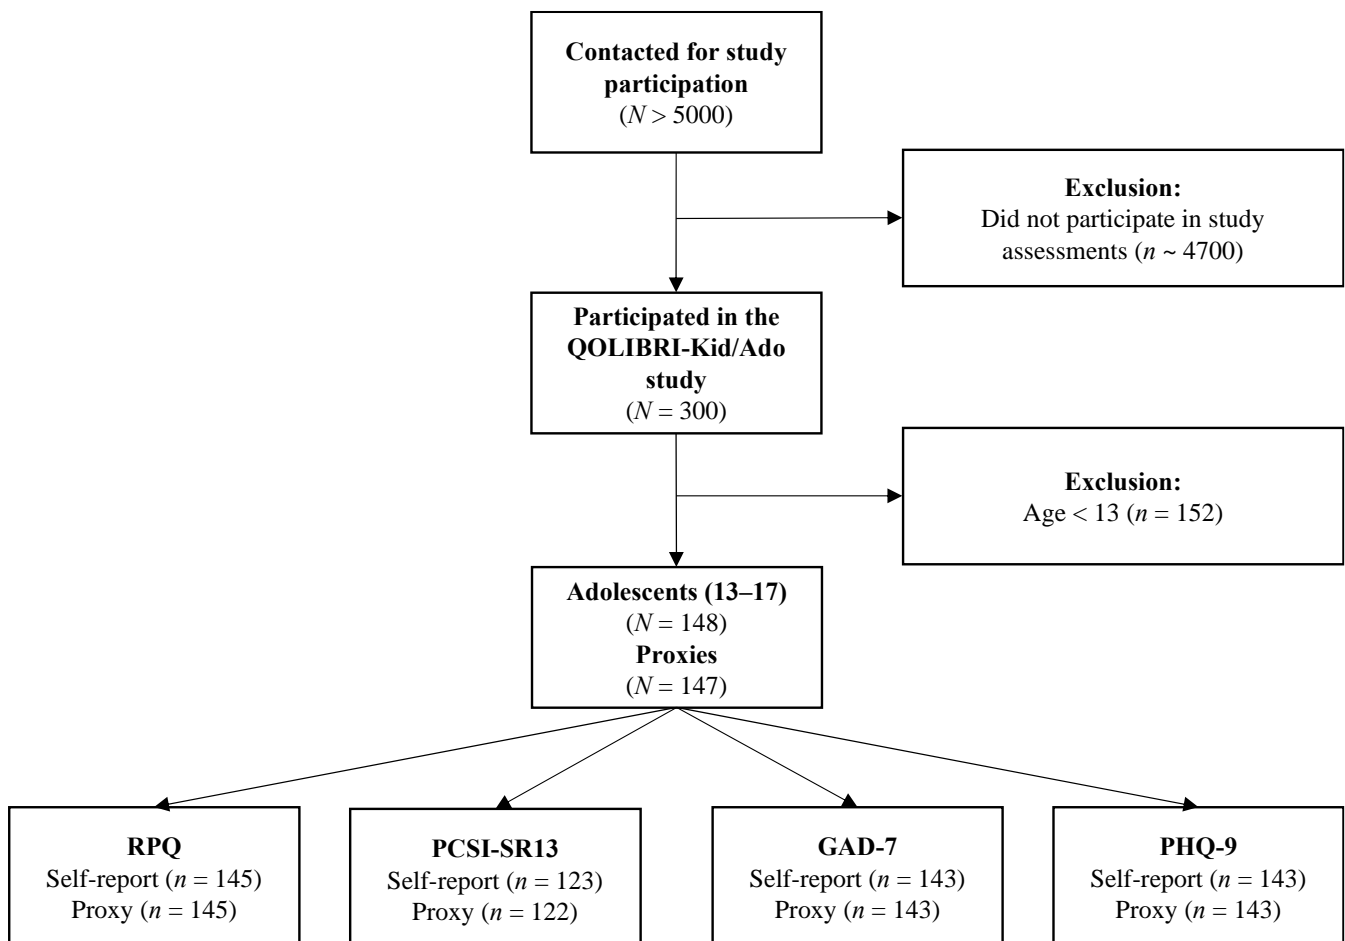 Contacted for study
participation
(N > 5000)
Exclusion:
Did not participate in study
assessments (n ~ 4700)
Participated in the
QOLIBRI-Kid/Ado
study
(N = 300)
Exclusion:
Age < 13 (n = 152)
Adolescents (13–17)
(N = 148)
Proxies
(N = 147)
RPQ
Self-report (n = 145)
Proxy (n = 145)
PCSI-SR13
Self-report (n = 123)
Proxy (n = 122)
GAD-7
Self-report (n = 143)
Proxy (n = 143)
PHQ-9
Self-report (n = 143)
Proxy (n = 143)